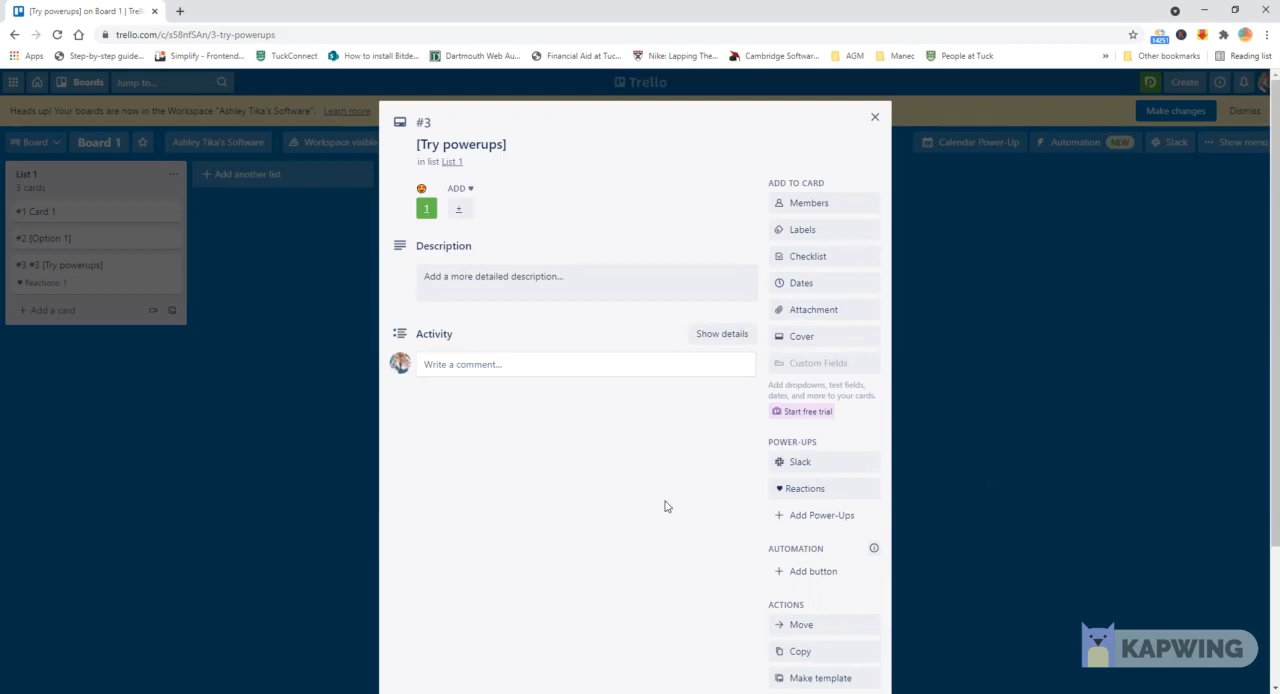 [Try powerups] on Board 1 | Trell
trello.com/c/s58nfSAn/3-try-powerups
14251
Apps
Step-by-step guide...
Simplify - Frontend...
TuckConnect
How to install Bitde...
Dartmouth Web Au...
Financial Aid at Tuc...
Nike: Lapping The...
Cambridge Softwar...
AGM
Manec
People at Tuck
»
Other bookmarks
Reading list
Boards
Jump to...
Trello
Create
Heads up! Your boards are now in the Workspace "Ashley Tika's Software". Learn more
Make changes
Dismiss
Board
Board 1
Ashley Tika's Software
Workspace visible
Calendar Power-Up
Automation
NEW
Slack
Show menu
List 1
3 cards
#1 Card 1
#2 [Option 1]
#3 #3 [Try powerups]
Reactions: 1
+ Add a card
+ Add another list
#3
[Try powerups]
in list List 1
ADD ♥
1
+
Description
Add a more detailed description...
Activity
Show details
Write a comment...
ADD TO CARD
Members
Labels
Checklist
Dates
Attachment
Cover
Custom Fields
Add dropdowns, text fields,
dates, and more to your cards.
Start free trial
POWER-UPS
Slack
♥ Reactions
+ Add Power-Ups
AUTOMATION
+ Add button
ACTIONS
→ Move
Copy
Make template
KAPWING